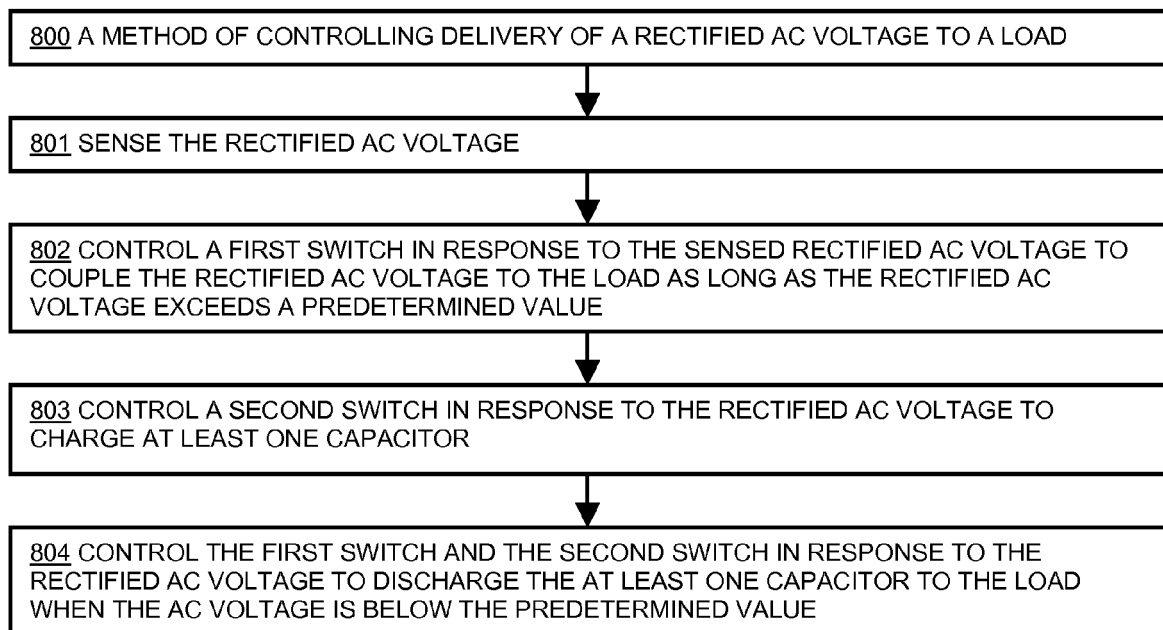 800 A METHOD OF CONTROLLING DELIVERY OF A RECTIFIED AC VOLTAGE TO A LOAD
801 SENSE THE RECTIFIED AC VOLTAGE
802 CONTROL A FIRST SWITCH IN RESPONSE TO THE SENSED RECTIFIED AC VOLTAGE TO
COUPLE THE RECTIFIED AC VOLTAGE TO THE LOAD AS LONG AS THE RECTIFIED AC
VOLTAGE EXCEEDS A PREDETERMINED VALUE
803 CONTROL A SECOND SWITCH IN RESPONSE TO THE RECTIFIED AC VOLTAGE TO
CHARGE AT LEAST ONE CAPACITOR
804 CONTROL THE FIRST SWITCH AND THE SECOND SWITCH IN RESPONSE TO THE
RECTIFIED AC VOLTAGE TO DISCHARGE THE AT LEAST ONE CAPACITOR TO THE LOAD
WHEN THE AC VOLTAGE IS BELOW THE PREDETERMINED VALUE